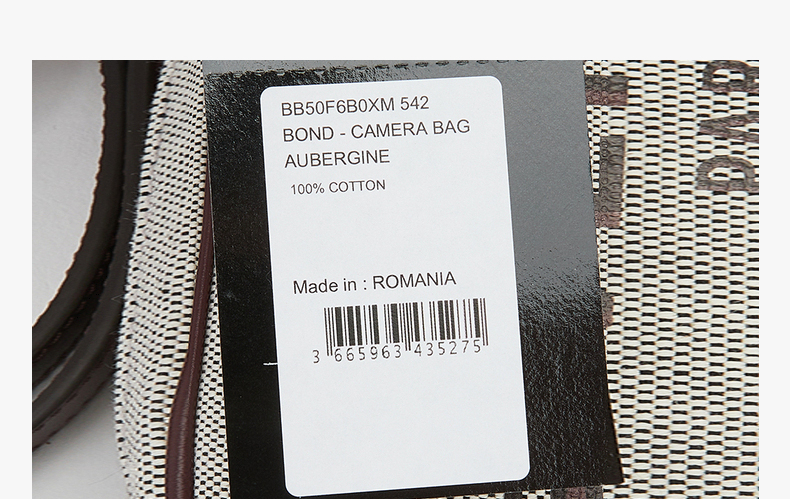 BB50F6B0XM 542
BOND - CAMERA BAG
AUBERGINE
100% COTTON
Made in : ROMANIA
3 665963 435275